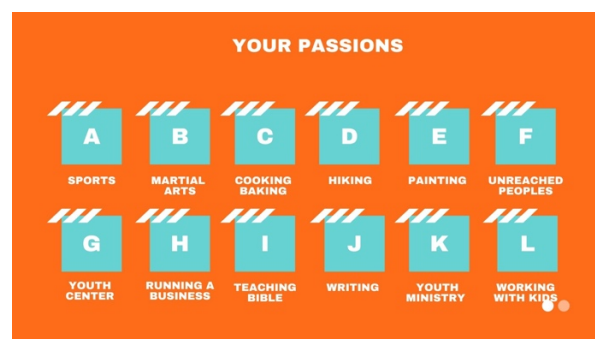 YOUR PASSIONS
A B C D E F
SPORTS MARTIAL COOKING HIKING PAINTING UNREACHED
ARTS BAKING PEOPLES
G H I J K L
YOUTH RUNNING A TEACHING WRITING YOUTH WORKING
CENTER BUSINESS BIBLE MINISTRY WITH KIDS